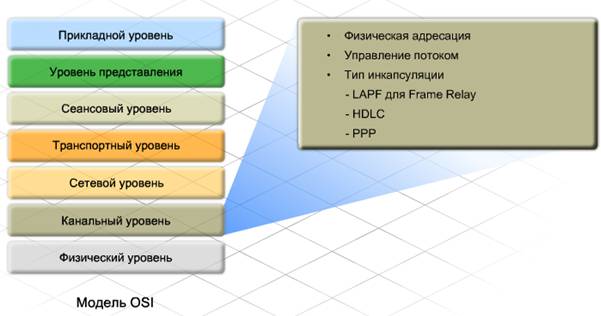 Прикладной уровень
Уровень представления
Сеансовый уровень
Транспортный уровень
Сетевой уровень
Канальный уровень
Физический уровень
Модель OSI
• Физическая адресация
• Управление потоком
• Тип инкапсуляции
- LAPF для Frame Relay
- HDLC
- PPP